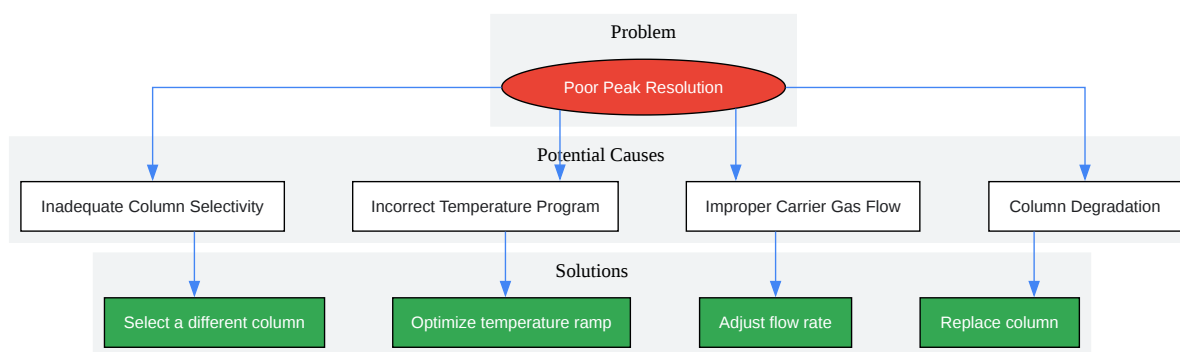 Problem
Poor Peak Resolution
Potential Causes
Inadequate Column Selectivity
Incorrect Temperature Program
Improper Carrier Gas Flow
Column Degradation
Solutions
Select a different column
Optimize temperature ramp
Adjust flow rate
Replace column